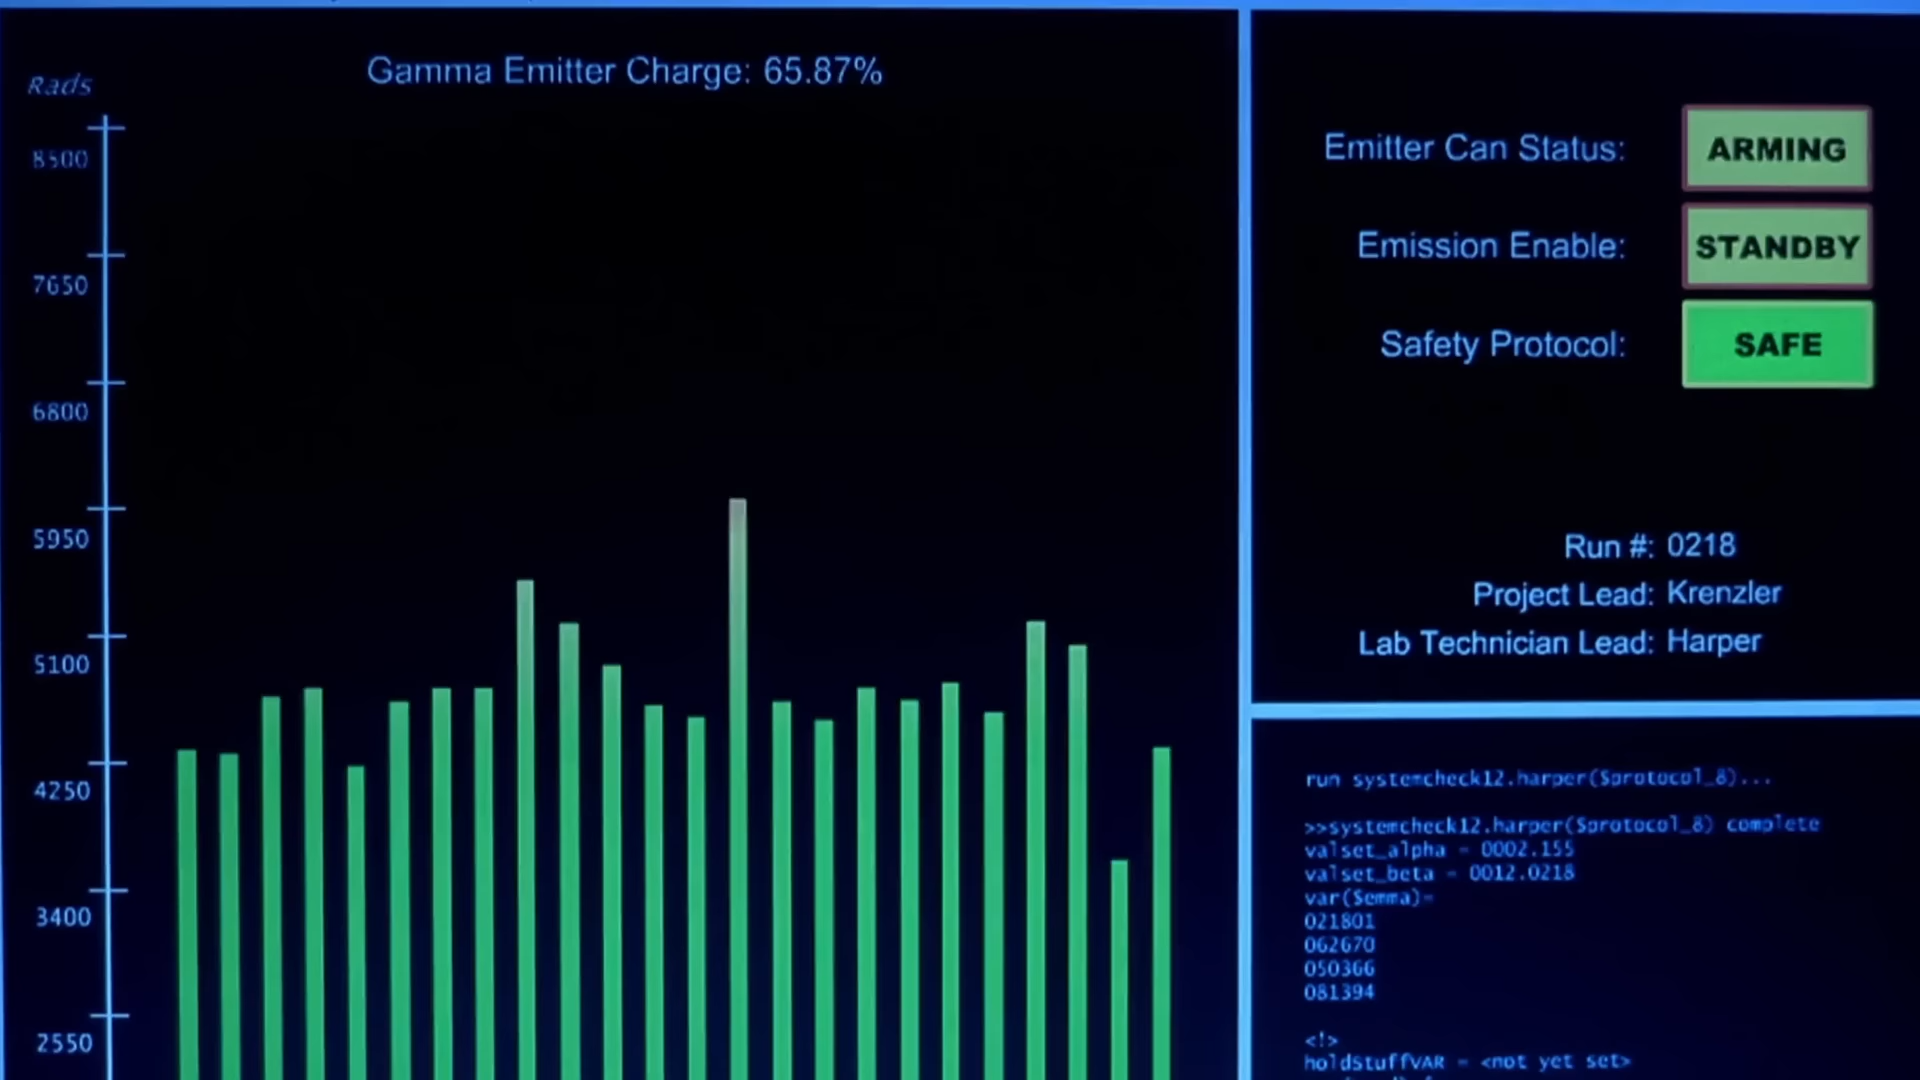 Gamma Emitter Charge: 65.87%
Rads
8500
7650
6800
5950
5100
4250
3400
2550
Emitter Can Status: ARMING
Emission Enable: STANDBY
Safety Protocol: SAFE
Run #: 0218
Project Lead: Krenzler
Lab Technician Lead: Harper
run systemcheck12.harper($protocol_8)...
>>systemcheck12.harper($protocol_8) complete
valset_alpha = 0002.155
valset_beta = 0012.0218
var($emma)=
021801
062670
050366
081394
<!>
holdStuffVAR = <not yet set>